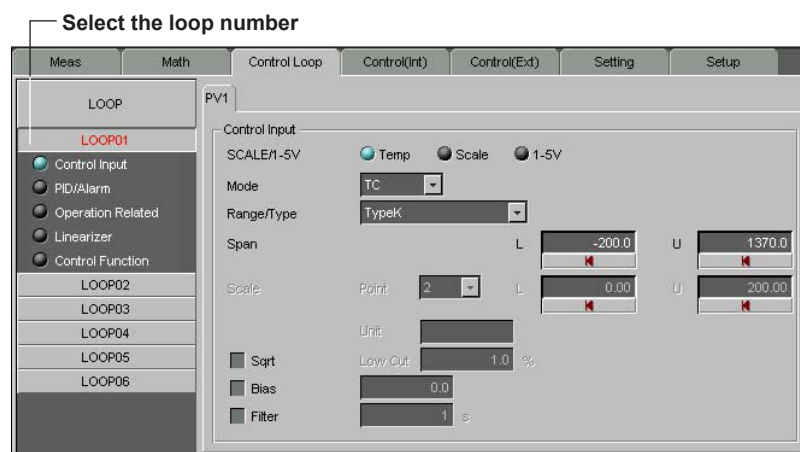 Select the loop number
Meas Math Control Loop Control(Int) Control(Ext) Setting Setup
LOOP
LOOP01
Control Input
PID/Alarm
Operation Related
Linearizer
Control Function
LOOP02
LOOP03
LOOP04
LOOP05
LOOP06
PV1
Control Input
SCALE/1-5V Temp Scale 1-5V
Mode TC
Range/Type TypeK
Span L -200.0 U 1370.0
Scale Point 2 L 0.00 U 200.00
Unit
Sqrt Low Cut 1.0 %
Bias 0.0
Filter 1 s